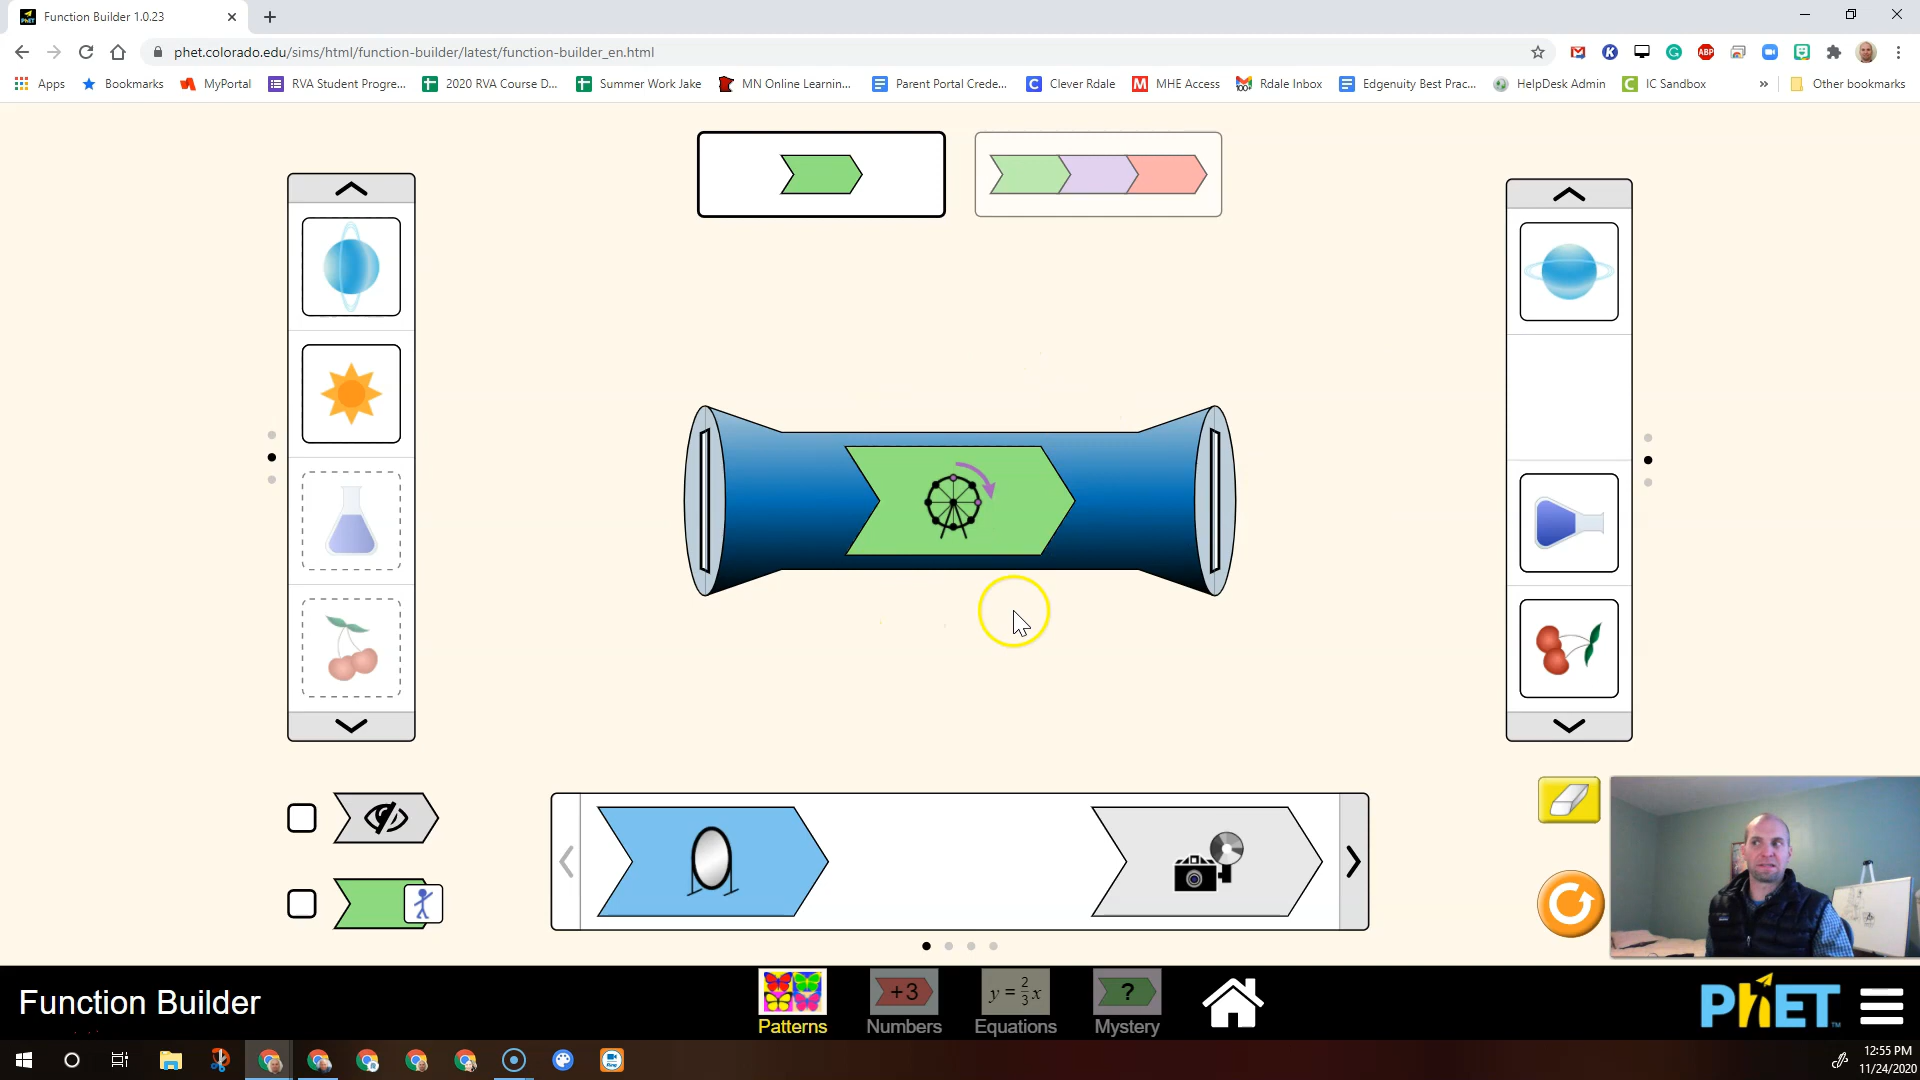 Function Builder 1.0.23
phet.colorado.edu/sims/html/function-builder/latest/function-builder_en.html
Apps Bookmarks MyPortal RVA Student Progre... 2020 RVA Course D... Summer Work Jake MN Online Learnin... Parent Portal Crede... Clever Rdale MHE Access Rdale Inbox Edgenuity Best Prac... HelpDesk Admin IC Sandbox » Other bookmarks
+3
y = 2/3 x
?
Function Builder
Patterns Numbers Equations Mystery
PhET
12:55 PM
11/24/2020